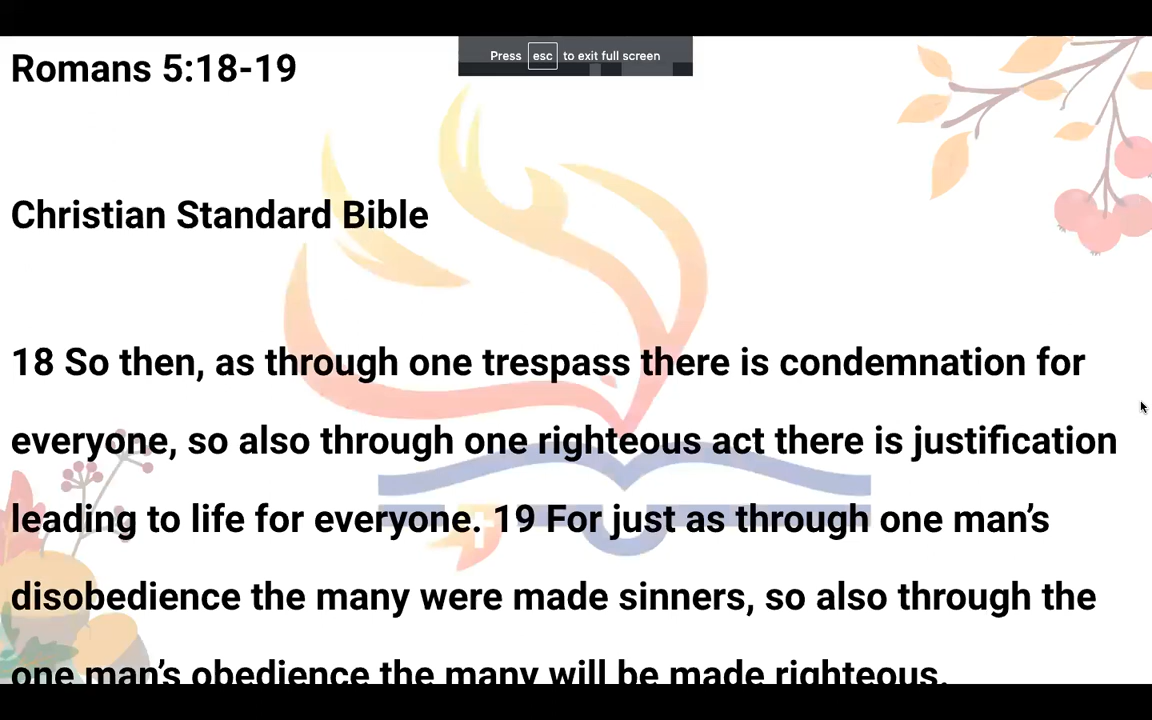 Press esc to exit full screen
Romans 5:18-19
Christian Standard Bible
18 So then, as through one trespass there is condemnation for
everyone, so also through one righteous act there is justification
leading to life for everyone. 19 For just as through one man’s
disobedience the many were made sinners, so also through the
one man’s obedience the many will be made righteous.